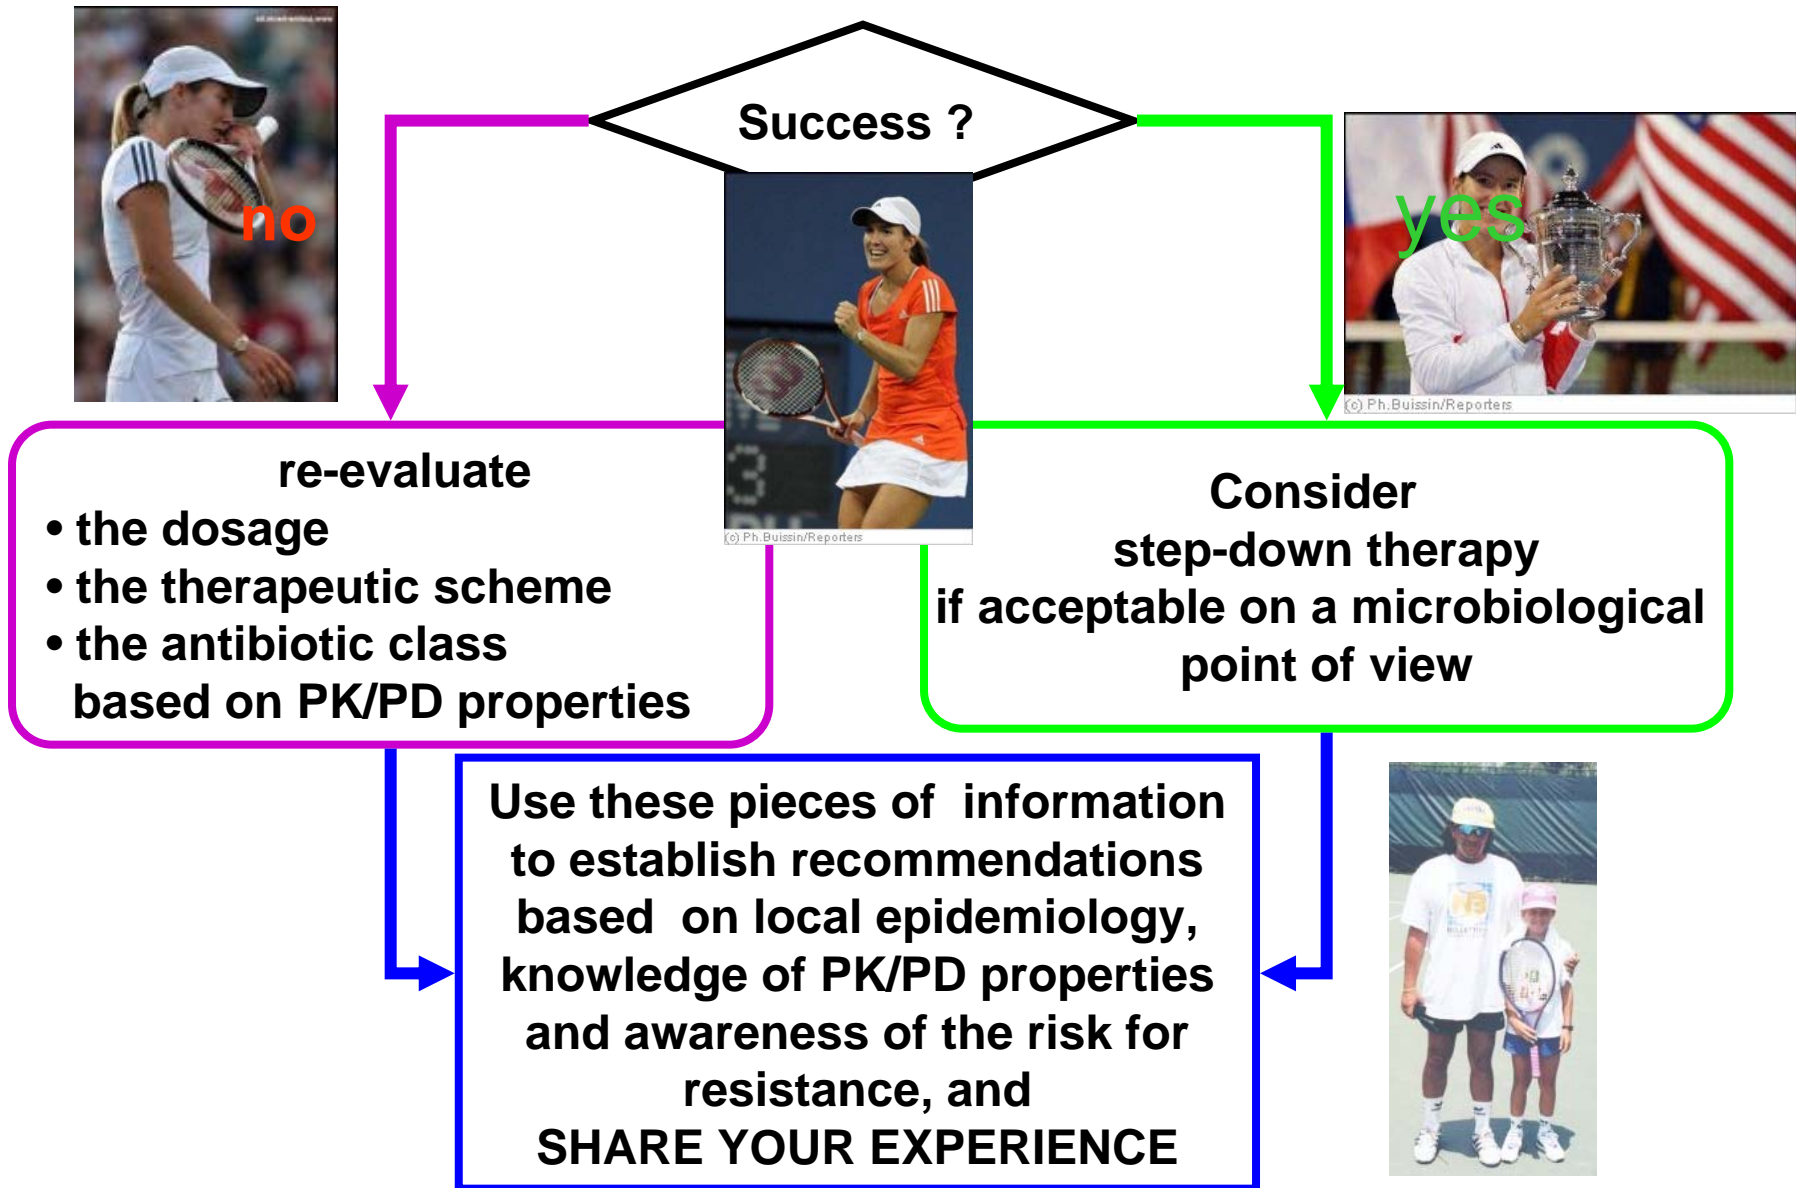 Success ?
no
yes
(c) Ph.Buissin/Reporters
(c) Ph.Buissin/Reporters
re-evaluate
• the dosage
• the therapeutic scheme
• the antibiotic class
based on PK/PD properties
Consider
step-down therapy
if acceptable on a microbiological
point of view
Use these pieces of information
to establish recommendations
based on local epidemiology,
knowledge of PK/PD properties
and awareness of the risk for
resistance, and
SHARE YOUR EXPERIENCE